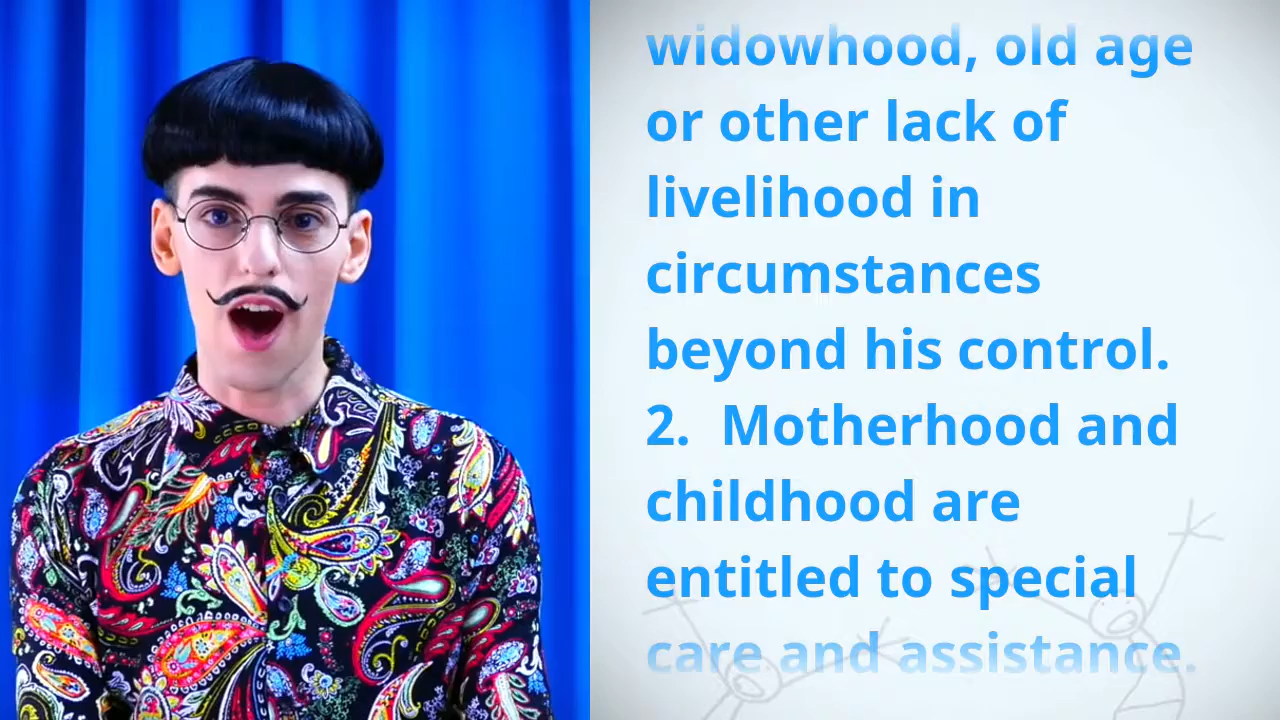 widowhood, old age
or other lack of
livelihood in
circumstances
beyond his control.
2.  Motherhood and
childhood are
entitled to special
care and assistance.